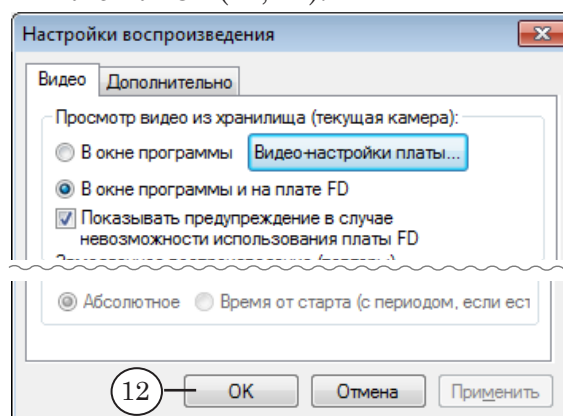 Настройки воспроизведения
Видео Дополнительно
Просмотр видео из хранилища (текущая камера):
В окне программы Видео-настройки платы...
В окне программы и на плате FD
Показывать предупреждение в случае
невозможности использования платы FD
Абсолютное Время от старта (с периодом, если ест
12 ОК Отмена Применить